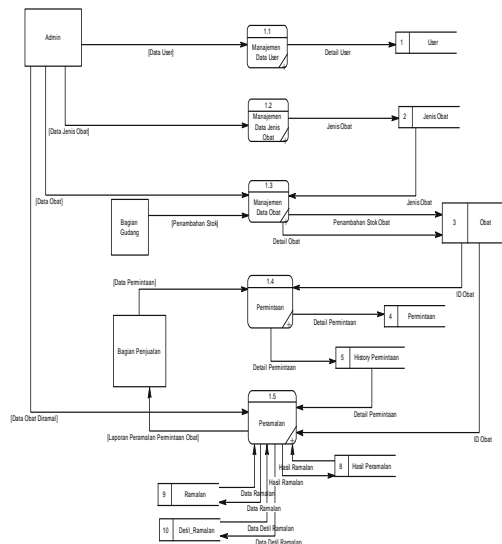 1.1
Admin
Manajemen
Data User
[Data User]
Detail User
1 User
1.2
Manajemen
Data Jenis
Obat
[Data Jenis Obat]
Jenis Obat
2 Jenis Obat
1.3
Manajemen
Data Obat
[Data Obat]
Jenis Obat
Bagian
Gudang
[Penambahan Stok]
Penambahan Stok Obat
Detail Obat
3 Obat
1.4
Permintaan
[Data Permintaan]
ID Obat
Detail Permintaan
4 Permintaan
Bagian Penjualan
Detail Permintaan
5 History Permintaan
1.5
Peramalan
[Data Obat Diramal]
Detail Permintaan
[Laporan Peramalan Permintaan Obat]
ID Obat
Hasil Ramalan
8 Hasil Peramalan
Hasil Ramalan
9 Ramalan
Data Ramalan
Data Ramalan
10 Detil_Ramalan
Data Detil Ramalan
Data Detil Ramalan